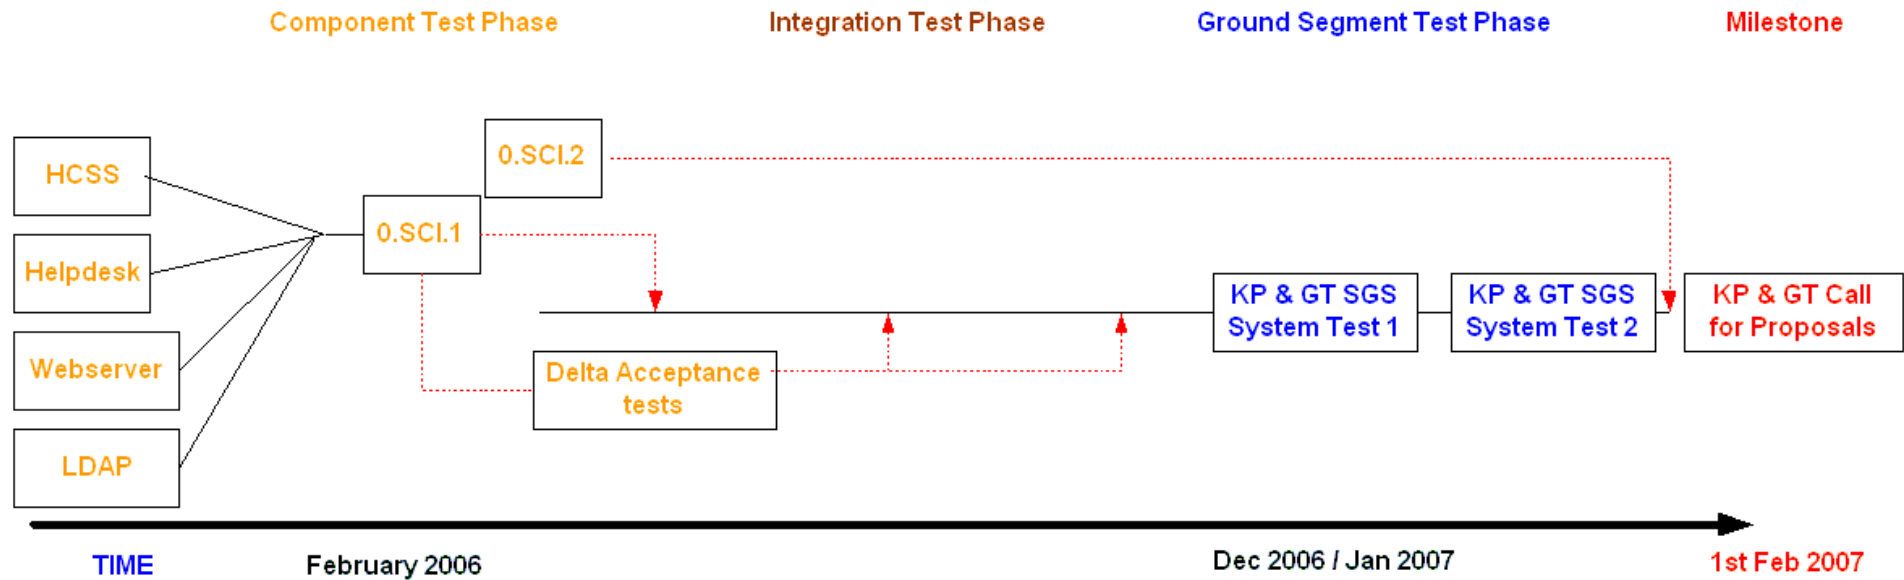 Component Test Phase
Integration Test Phase
Ground Segment Test Phase
Milestone
0.SCI.2
HCSS
0.SCI.1
Helpdesk
KP & GT SGS
System Test 1
KP & GT SGS
System Test 2
KP & GT Call
for Proposals
Webserver
Delta Acceptance
tests
LDAP
TIME
February 2006
Dec 2006 / Jan 2007
1st Feb 2007